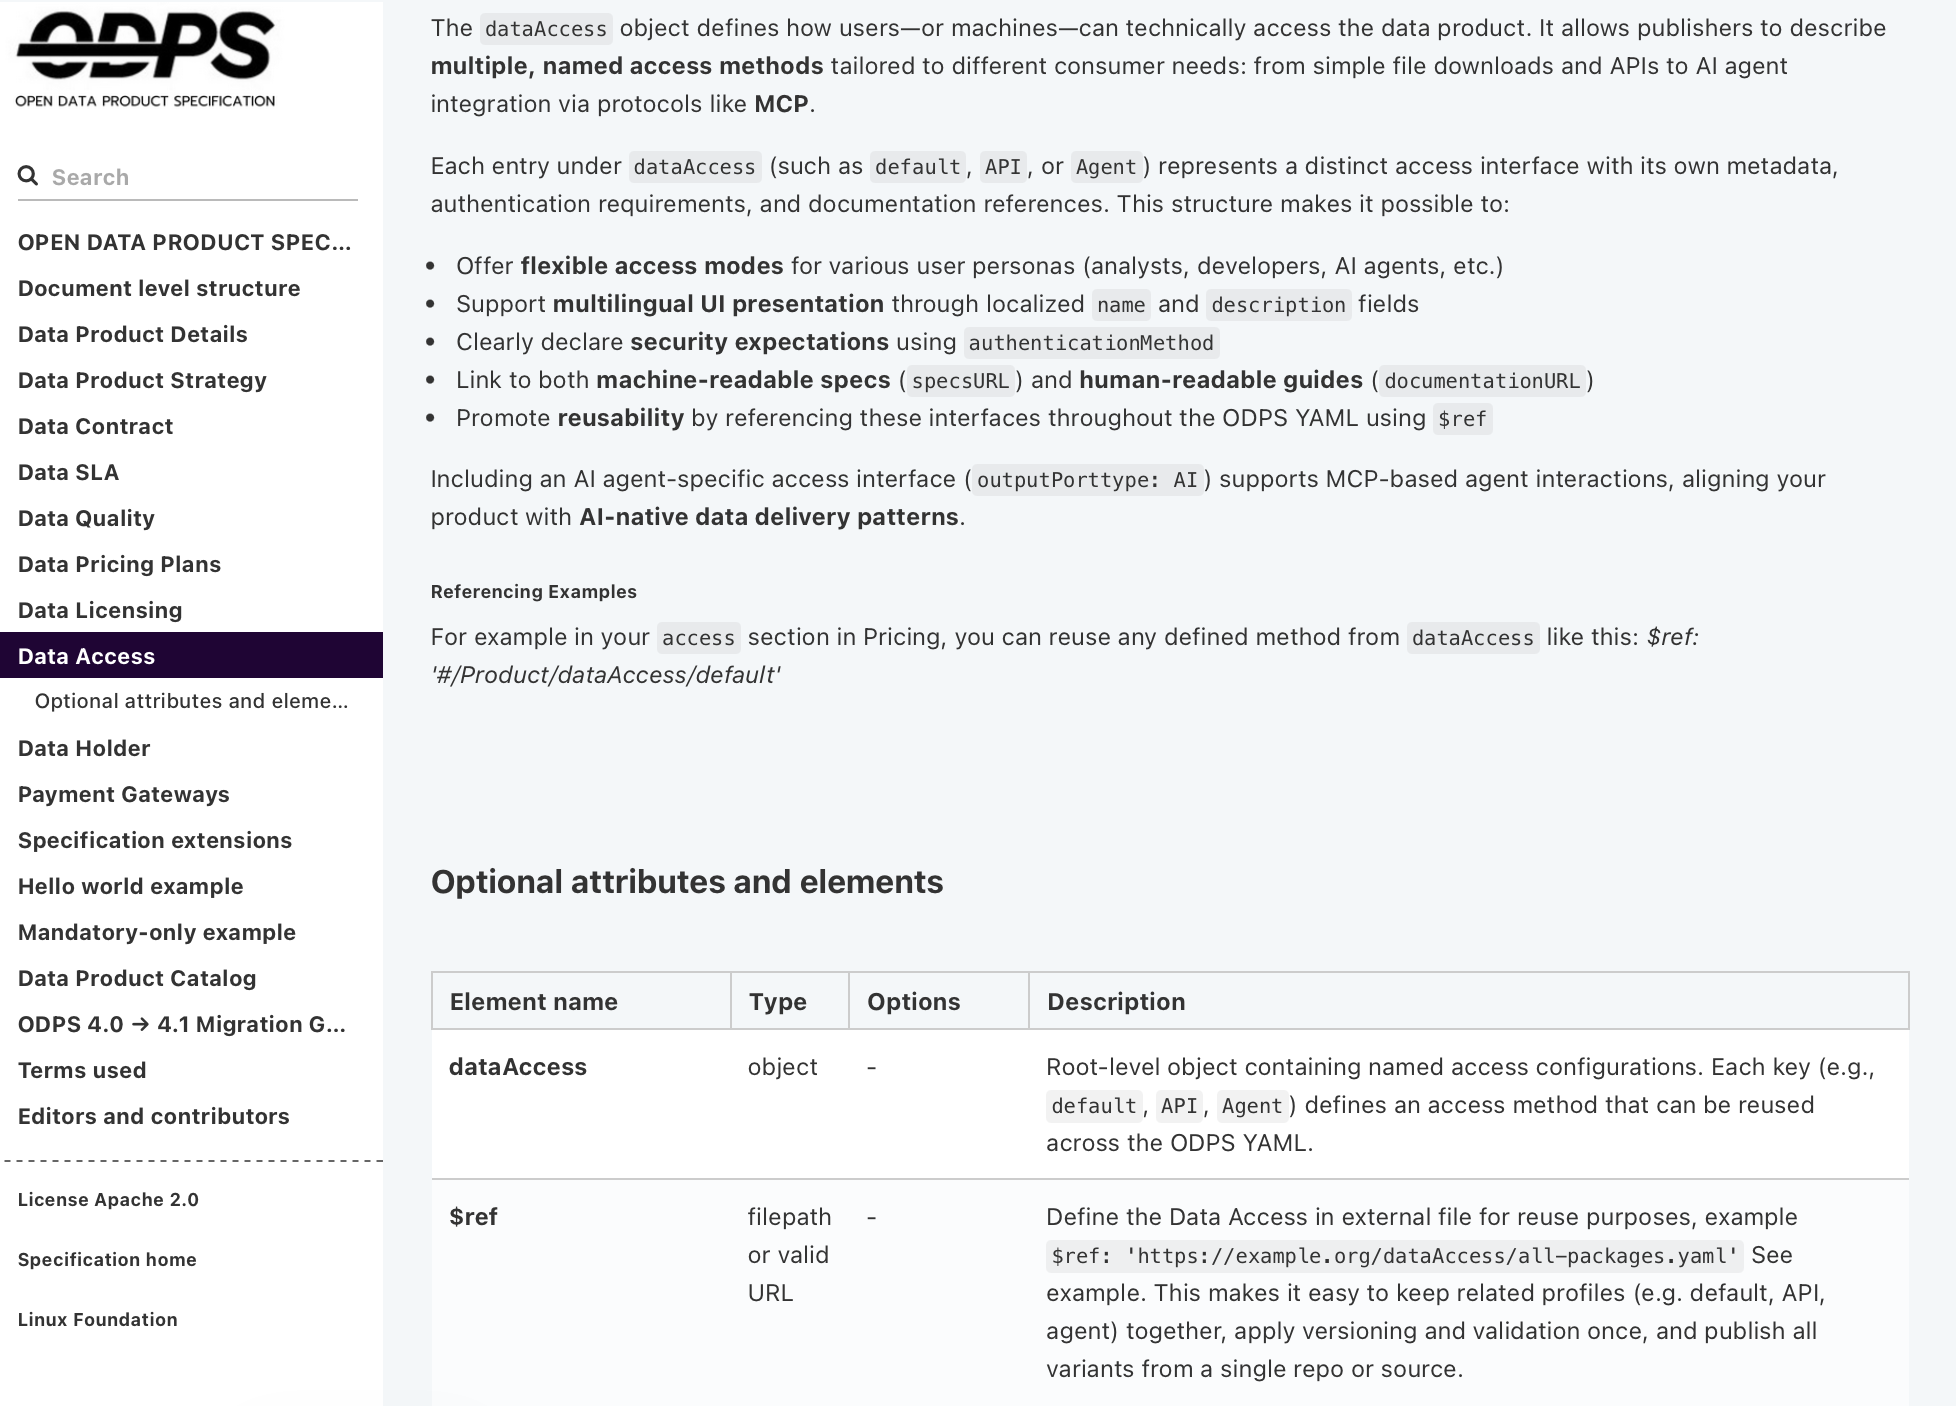 ODPS
OPEN DATA PRODUCT SPECIFICATION
Search
OPEN DATA PRODUCT SPEC...
Document level structure
Data Product Details
Data Product Strategy
Data Contract
Data SLA
Data Quality
Data Pricing Plans
Data Licensing
Data Access
Optional attributes and eleme...
Data Holder
Payment Gateways
Specification extensions
Hello world example
Mandatory-only example
Data Product Catalog
ODPS 4.0 → 4.1 Migration G...
Terms used
Editors and contributors
License Apache 2.0
Specification home
Linux Foundation
The dataAccess object defines how users—or machines—can technically access the data product. It allows publishers to describe
multiple, named access methods tailored to different consumer needs: from simple file downloads and APIs to AI agent
integration via protocols like MCP.
Each entry under dataAccess (such as default, API, or Agent) represents a distinct access interface with its own metadata,
authentication requirements, and documentation references. This structure makes it possible to:
• Offer flexible access modes for various user personas (analysts, developers, AI agents, etc.)
• Support multilingual UI presentation through localized name and description fields
• Clearly declare security expectations using authenticationMethod
• Link to both machine-readable specs (specsURL) and human-readable guides (documentationURL)
• Promote reusability by referencing these interfaces throughout the ODPS YAML using $ref
Including an AI agent-specific access interface (outputPorttype: AI) supports MCP-based agent interactions, aligning your
product with AI-native data delivery patterns.
Referencing Examples
For example in your access section in Pricing, you can reuse any defined method from dataAccess like this: $ref:
'#/Product/dataAccess/default'
Optional attributes and elements
Element name Type Options Description
dataAccess object - Root-level object containing named access configurations. Each key (e.g.,
default, API, Agent) defines an access method that can be reused
across the ODPS YAML.
$ref filepath - Define the Data Access in external file for reuse purposes, example
or valid $ref: 'https://example.org/dataAccess/all-packages.yaml' See
URL example. This makes it easy to keep related profiles (e.g. default, API,
agent) together, apply versioning and validation once, and publish all
variants from a single repo or source.